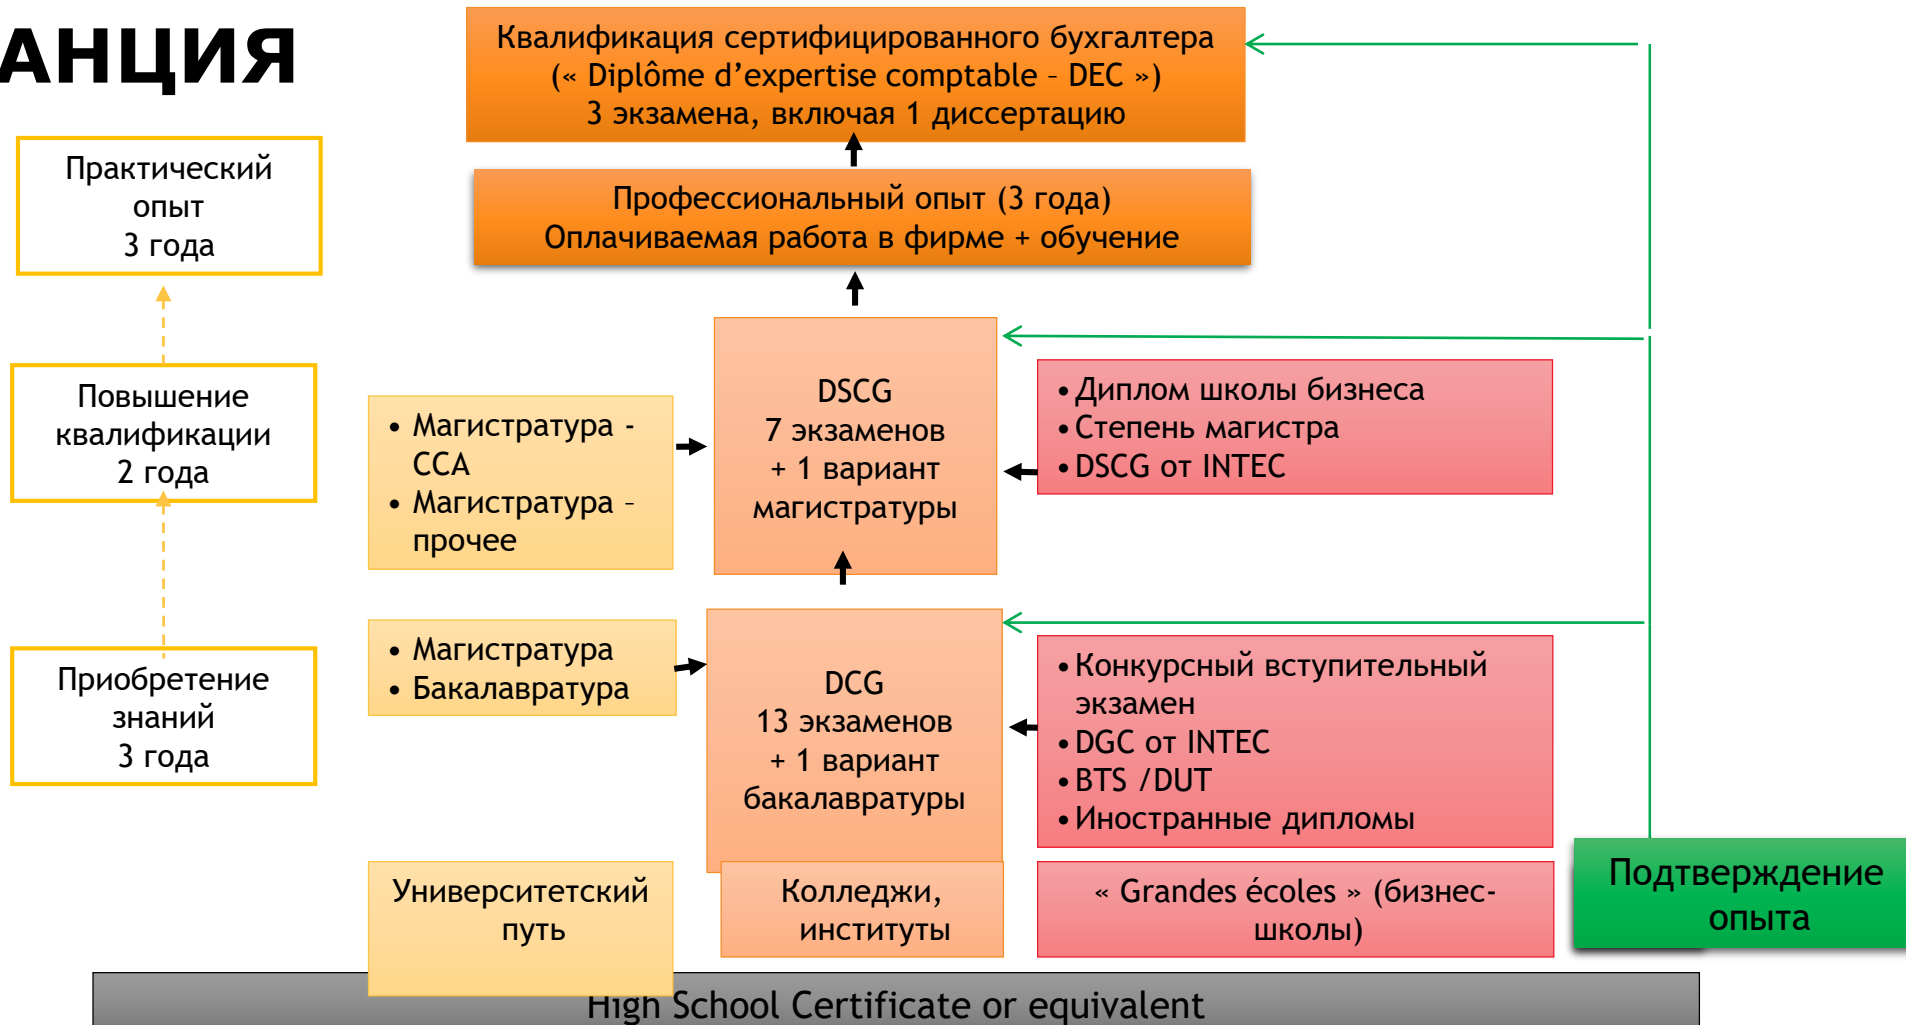 АНЦИЯ
Квалификация сертифицированного бухгалтера
(« Diplôme d’expertise comptable – DEC »)
3 экзамена, включая 1 диссертацию
Практический
опыт
3 года
Профессиональный опыт (3 года)
Оплачиваемая работа в фирме + обучение
Повышение
квалификации
2 года
• Магистратура -
CCA
• Магистратура –
прочее
DSCG
7 экзаменов
+ 1 вариант
магистратуры
• Диплом школы бизнеса
• Степень магистра
• DSCG от INTEC
Приобретение
знаний
3 года
• Магистратура
• Бакалавратура
DCG
13 экзаменов
+ 1 вариант
бакалавратуры
• Конкурсный вступительный
экзамен
• DGC от INTEC
• BTS /DUT
• Иностранные дипломы
Университетский
путь
Колледжи,
институты
« Grandes écoles » (бизнес-
школы)
Подтверждение
опыта
High School Certificate or equivalent